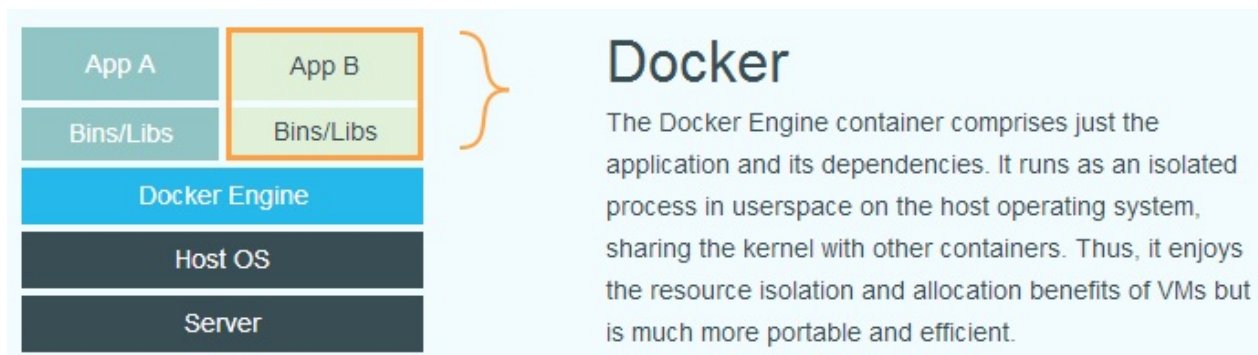 App A
App B
Bins/Libs
Bins/Libs
Docker Engine
Host OS
Server
Docker
The Docker Engine container comprises just the
application and its dependencies. It runs as an isolated
process in userspace on the host operating system,
sharing the kernel with other containers. Thus, it enjoys
the resource isolation and allocation benefits of VMs but
is much more portable and efficient.